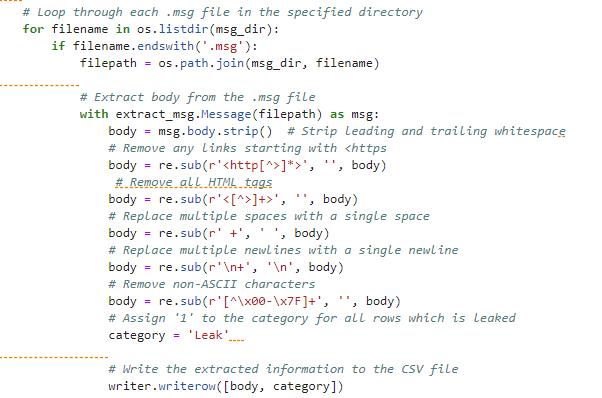 # Loop through each .msg file in the specified directory
for filename in os.listdir(msg_dir):
if filename.endswith('.msg'):
filepath = os.path.join(msg_dir, filename)
# Extract body from the .msg file
with extract_msg.Message(filepath) as msg:
body = msg.body.strip()  # Strip leading and trailing whitespace
# Remove any links starting with <https
body = re.sub(r'<http[^>]*>', '', body)
# Remove all HTML tags
body = re.sub(r'<[^>]+>', '', body)
# Replace multiple spaces with a single space
body = re.sub(r' +', ' ', body)
# Replace multiple newlines with a single newline
body = re.sub(r'\n+', '\n', body)
# Remove non-ASCII characters
body = re.sub(r'[^\x00-\x7F]+', '', body)
# Assign '1' to the category for all rows which is leaked
category = 'Leak'
# Write the extracted information to the CSV file
writer.writerow([body, category])